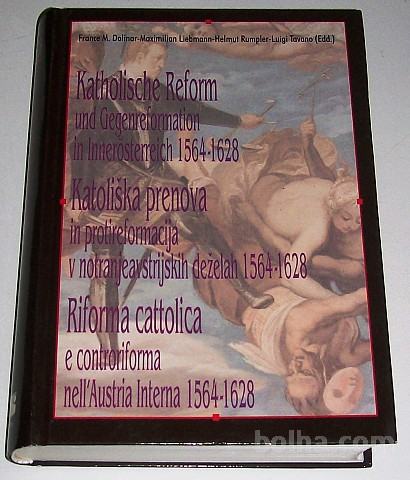 France M. Dolinar-Maximilian Liebmann-Helmut Rumpler-Luigi Tavano (Edd.)
Katholische Reform
und Gegenreformation
in Innerösterreich 1564-1628
Katoliška prenova
in protireformacija
v notranjeavstrijskih deželah 1564-1628
Riforma cattolica
e controriforma
nell'Austria Interna 1564-1628
bolha.com